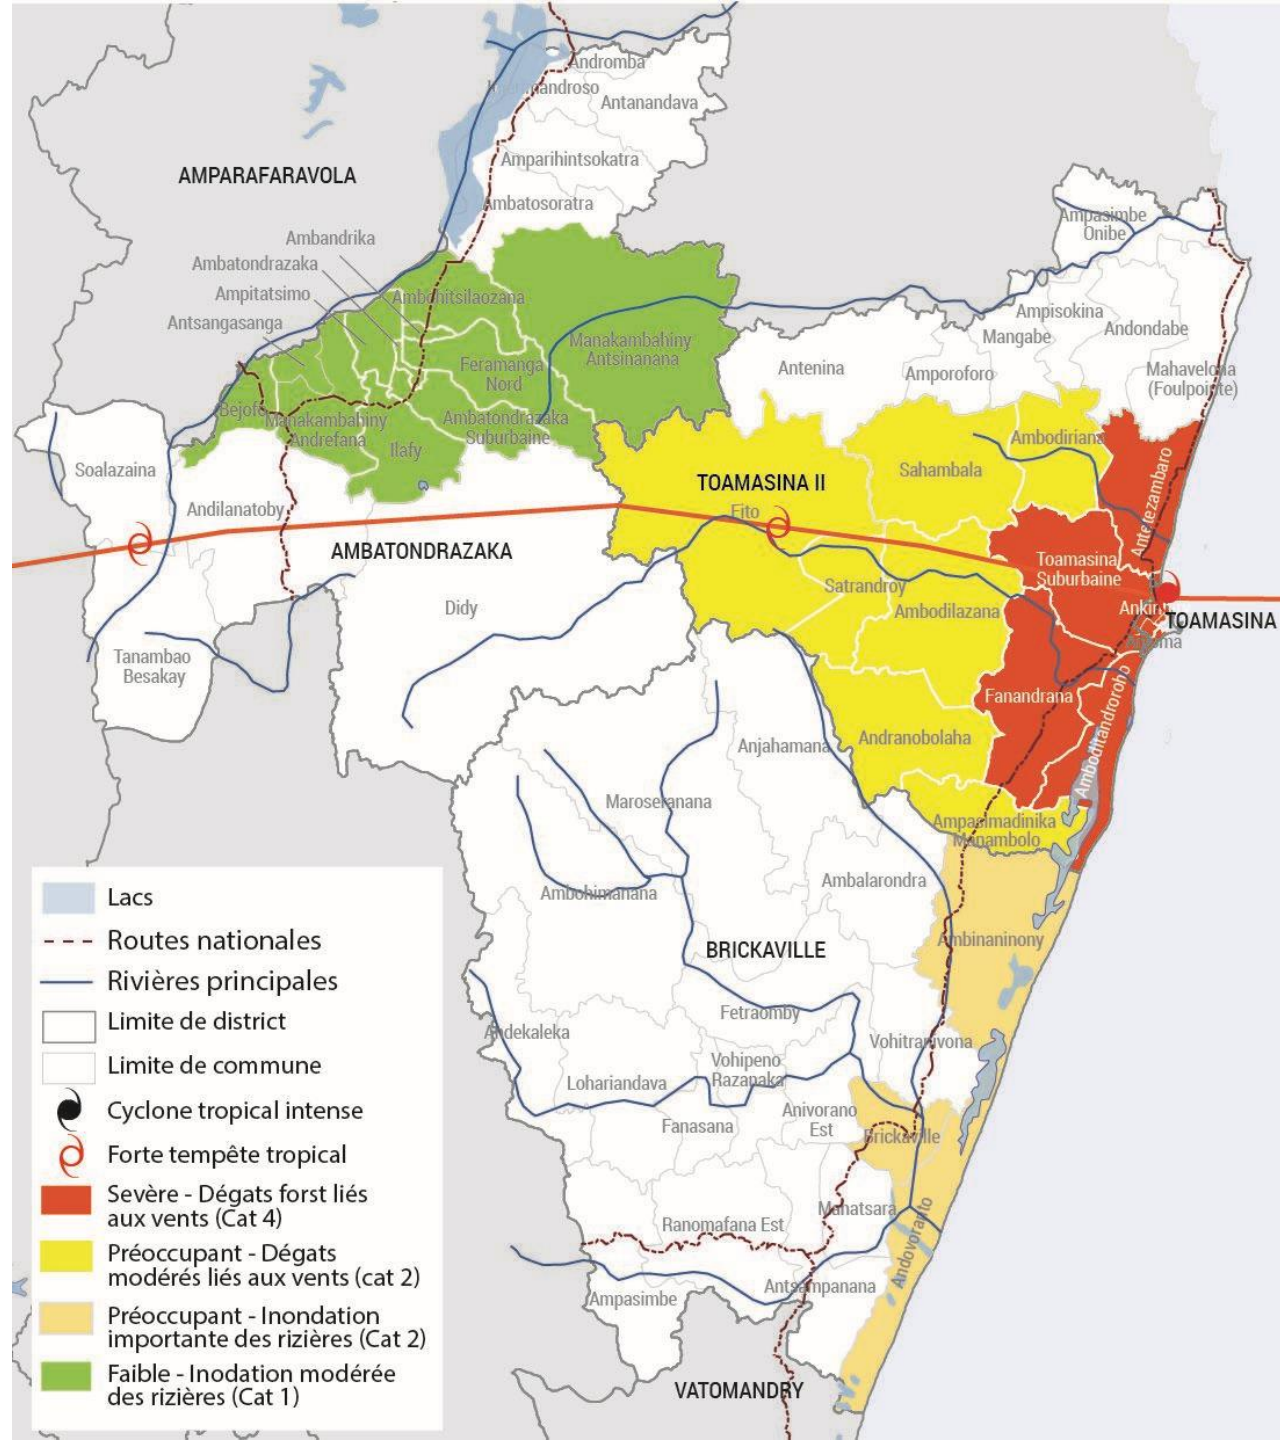 Andromba
Antanandava
AMPARAFARAVOLA
Amparihintsokatra
Ambatosoratra
Ambandrika
Ambatondrazaka
Ampitatsimo
Antsangasanga
Ambohitsilaozana
Manakambahiny
Antsinanana
Feramanga
Nord
Bejofo
Manakambahiny
Andrefana
Ambatondrazaka
Suburbaine
Ilafy
Soalazaina
Andilanatoby
AMBATONDRAZAKA
Didy
Tanambao
Besakay
Ampasimbe
Onibe
Ampisokina
Mangabe
Andondabe
Antenina
Amporoforo
Mahavelona
(Foulpointe)
Ambodiriana
Sahambala
TOAMASINA II
Fito
Antetezambaro
Toamasina
Suburbaine
Satrandroy
Ambodilazana
TOAMASINA
Fanandrana
Amboditandroroho
Andranobolaha
Ampasimadinika
Manambolo
Anjahamana
Maroseranana
Ambohimanana
Ambalarondra
BRICKAVILLE
Ambinaninony
Fetraomby
Andekaleka
Vohitranivona
Vohipeno
Razanaka
Lohariandava
Anivorano
Est
Fanasana
Brickaville
Ranomafana Est
Mahatsara
Andovoranto
Antsampanana
Ampasimbe
VATOMANDRY
Lacs
Routes nationales
Rivières principales
Limite de district
Limite de commune
Cyclone tropical intense
Forte tempête tropical
Sevère - Dégats forst liés
aux vents (Cat 4)
Préoccupant - Dégats
modérés liés aux vents (cat 2)
Préoccupant - Inondation
importante des rizières (Cat 2)
Faible - Inodation modérée
des rizières (Cat 1)